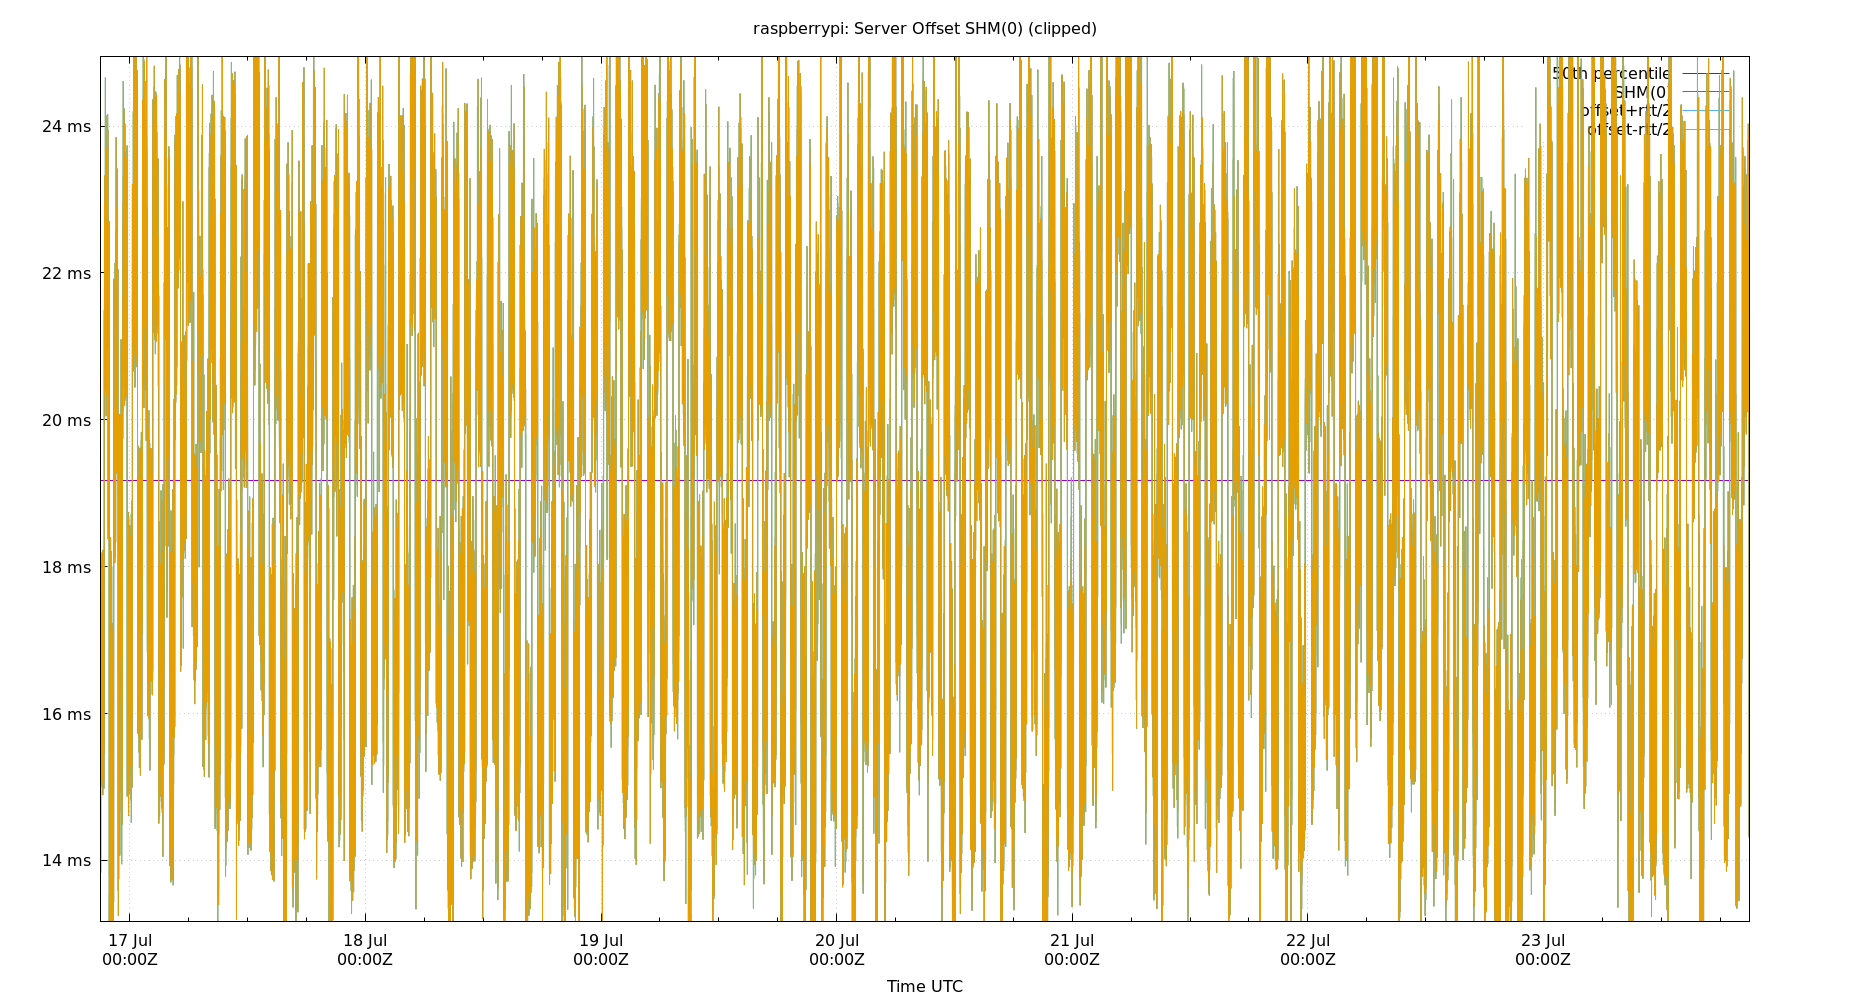 raspberrypi: Server Offset SHM(0) (clipped)
50th percentile
SHM(0)
offset+rtt/2
offset-rtt/2
24 ms
22 ms
20 ms
18 ms
16 ms
14 ms
17 Jul
00:00Z
18 Jul
00:00Z
19 Jul
00:00Z
20 Jul
00:00Z
21 Jul
00:00Z
22 Jul
00:00Z
23 Jul
00:00Z
Time UTC